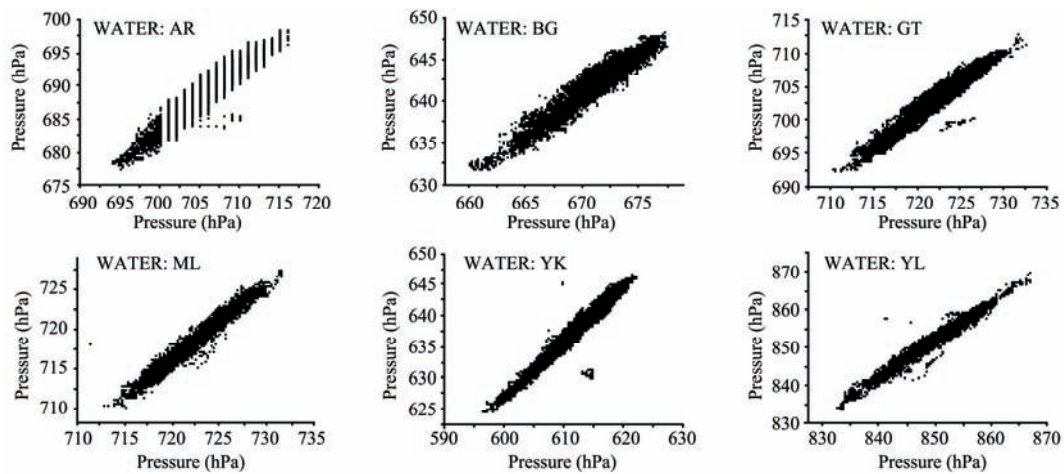 WATER: AR
Pressure (hPa)
700
695
690
685
680
675
690 695 700 705 710 715 720
Pressure (hPa)
WATER: BG
Pressure (hPa)
650
645
640
635
630
660 665 670 675
Pressure (hPa)
WATER: GT
Pressure (hPa)
715
710
705
700
695
690
710 715 720 725 730 735
Pressure (hPa)
WATER: ML
Pressure (hPa)
725
720
715
710
710 715 720 725 730 735
Pressure (hPa)
WATER: YK
Pressure (hPa)
650
645
640
635
630
625
590 600 610 620 630
Pressure (hPa)
WATER: YL
Pressure (hPa)
870
860
850
840
830
830 840 850 860 870
Pressure (hPa)